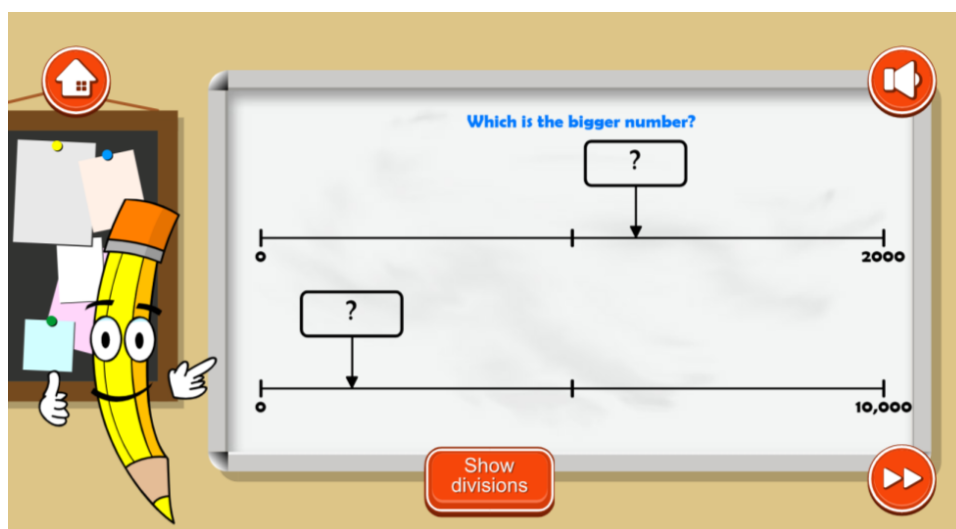 Which is the bigger number?
?
0
2000
?
0
10,000
Show
divisions